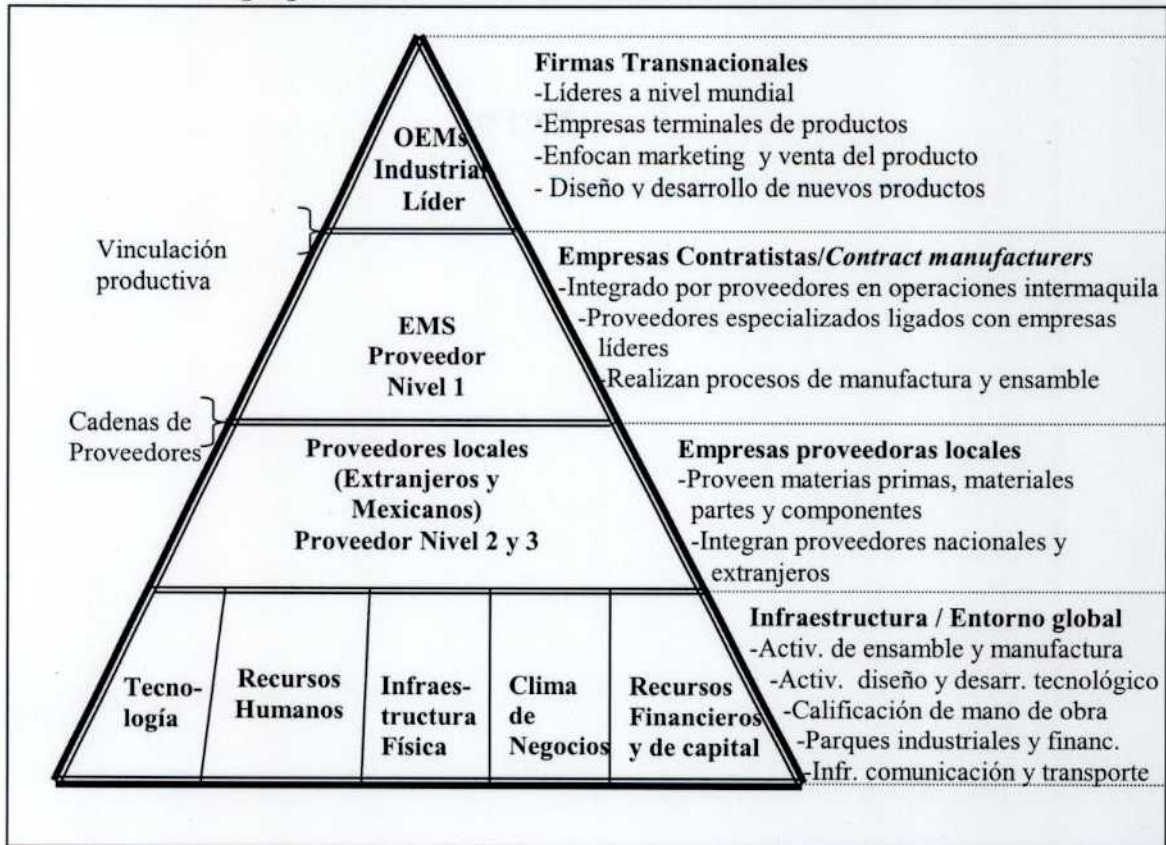 OEMs
Industrial
Líder
Firmas Transnacionales
-Líderes a nivel mundial
-Empresas terminales de productos
-Enfocan marketing y venta del producto
- Diseño y desarrollo de nuevos productos
Vinculación
productiva
EMS
Proveedor
Nivel 1
Empresas Contratistas/Contract manufacturers
-Integrado por proveedores en operaciones intermaquila
-Proveedores especializados ligados con empresas
líderes
-Realizan procesos de manufactura y ensamble
Cadenas de
Proveedores
Proveedores locales
(Extranjeros y
Mexicanos)
Proveedor Nivel 2 y 3
Empresas proveedoras locales
-Proveen materias primas, materiales
partes y componentes
-Integran proveedores nacionales y
extranjeros
Tecno-
logía
Recursos
Humanos
Infraes-
tructura
Física
Clima
de
Negocios
Recursos
Financieros
y de capital
Infraestructura / Entorno global
-Activ. de ensamble y manufactura
-Activ. diseño y desarr. tecnológico
-Calificación de mano de obra
-Parques industriales y financ.
-Infr. comunicación y transporte